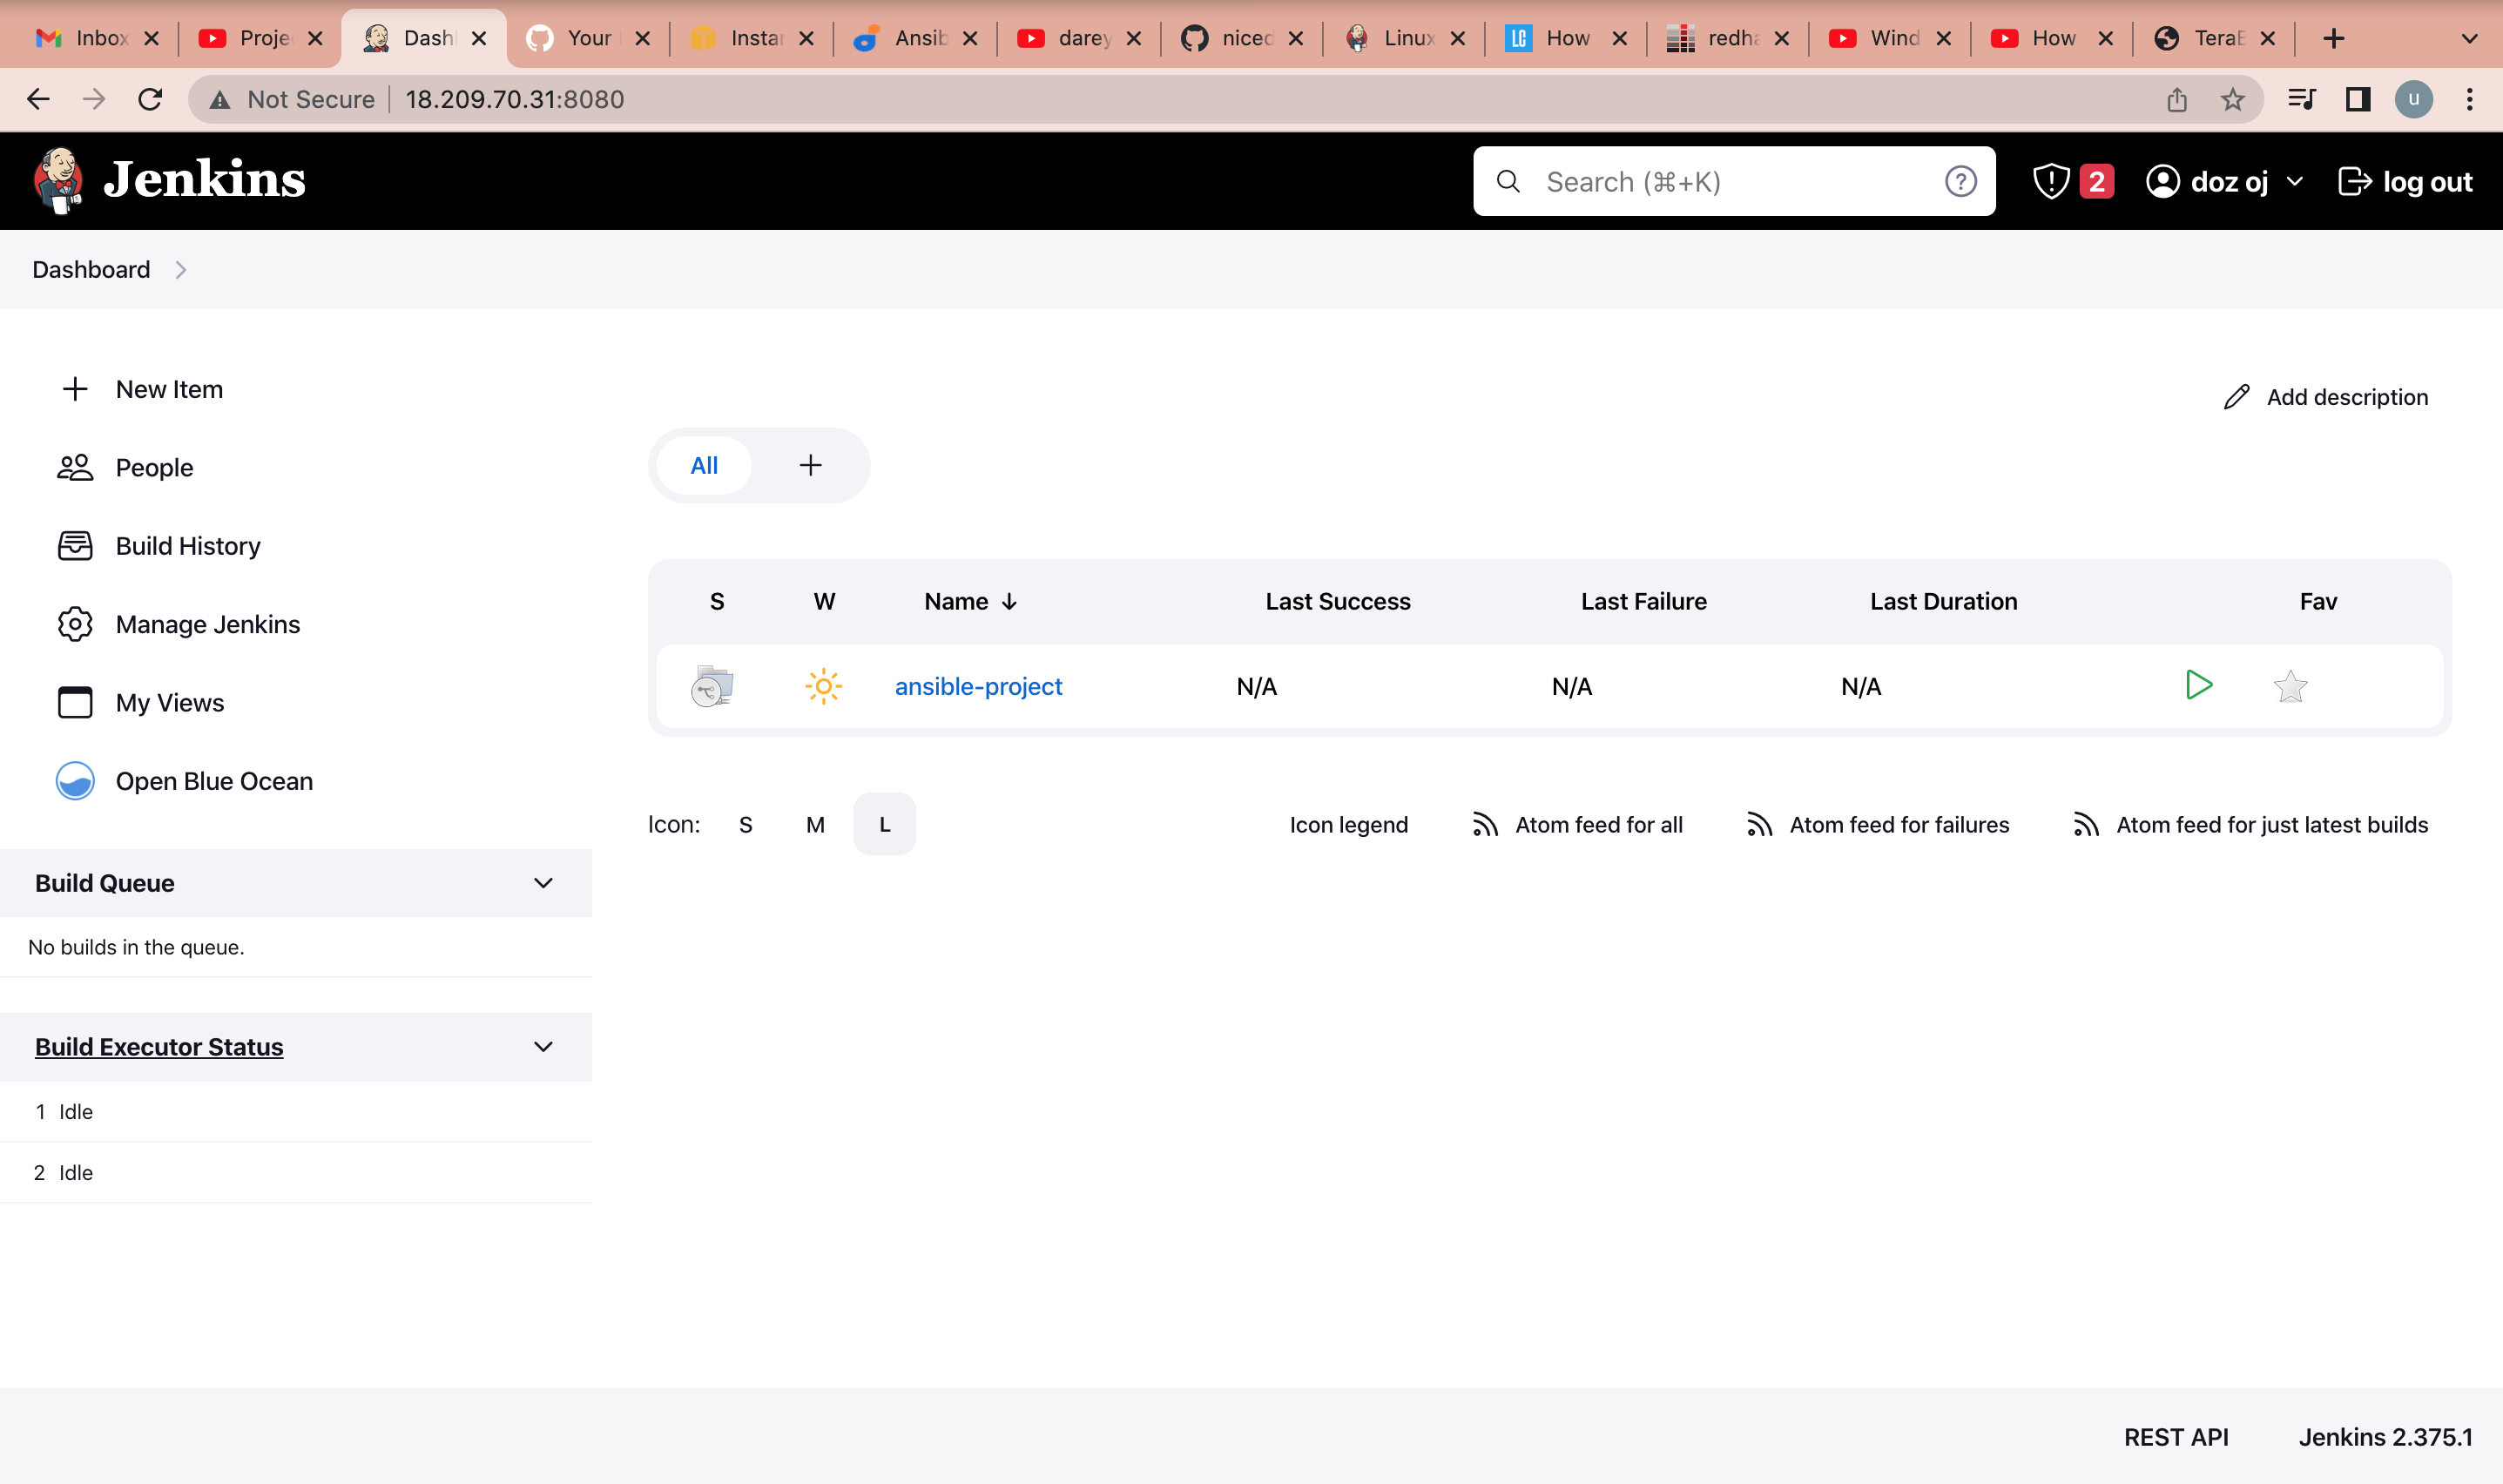 Inbox Proje Dash Your Instan Ansib darey niced Linux How redha Wind How TeraB
Not Secure 18.209.70.31:8080 u
Jenkins Search (⌘+K) 2 doz oj log out
Dashboard
New Item
People
Build History
Manage Jenkins
My Views
Open Blue Ocean
Build Queue
No builds in the queue.
Build Executor Status
1 Idle
2 Idle
Add description
All
S W Name ↓ Last Success Last Failure Last Duration Fav
ansible-project N/A N/A N/A
Icon: S M L Icon legend Atom feed for all Atom feed for failures Atom feed for just latest builds
REST API Jenkins 2.375.1